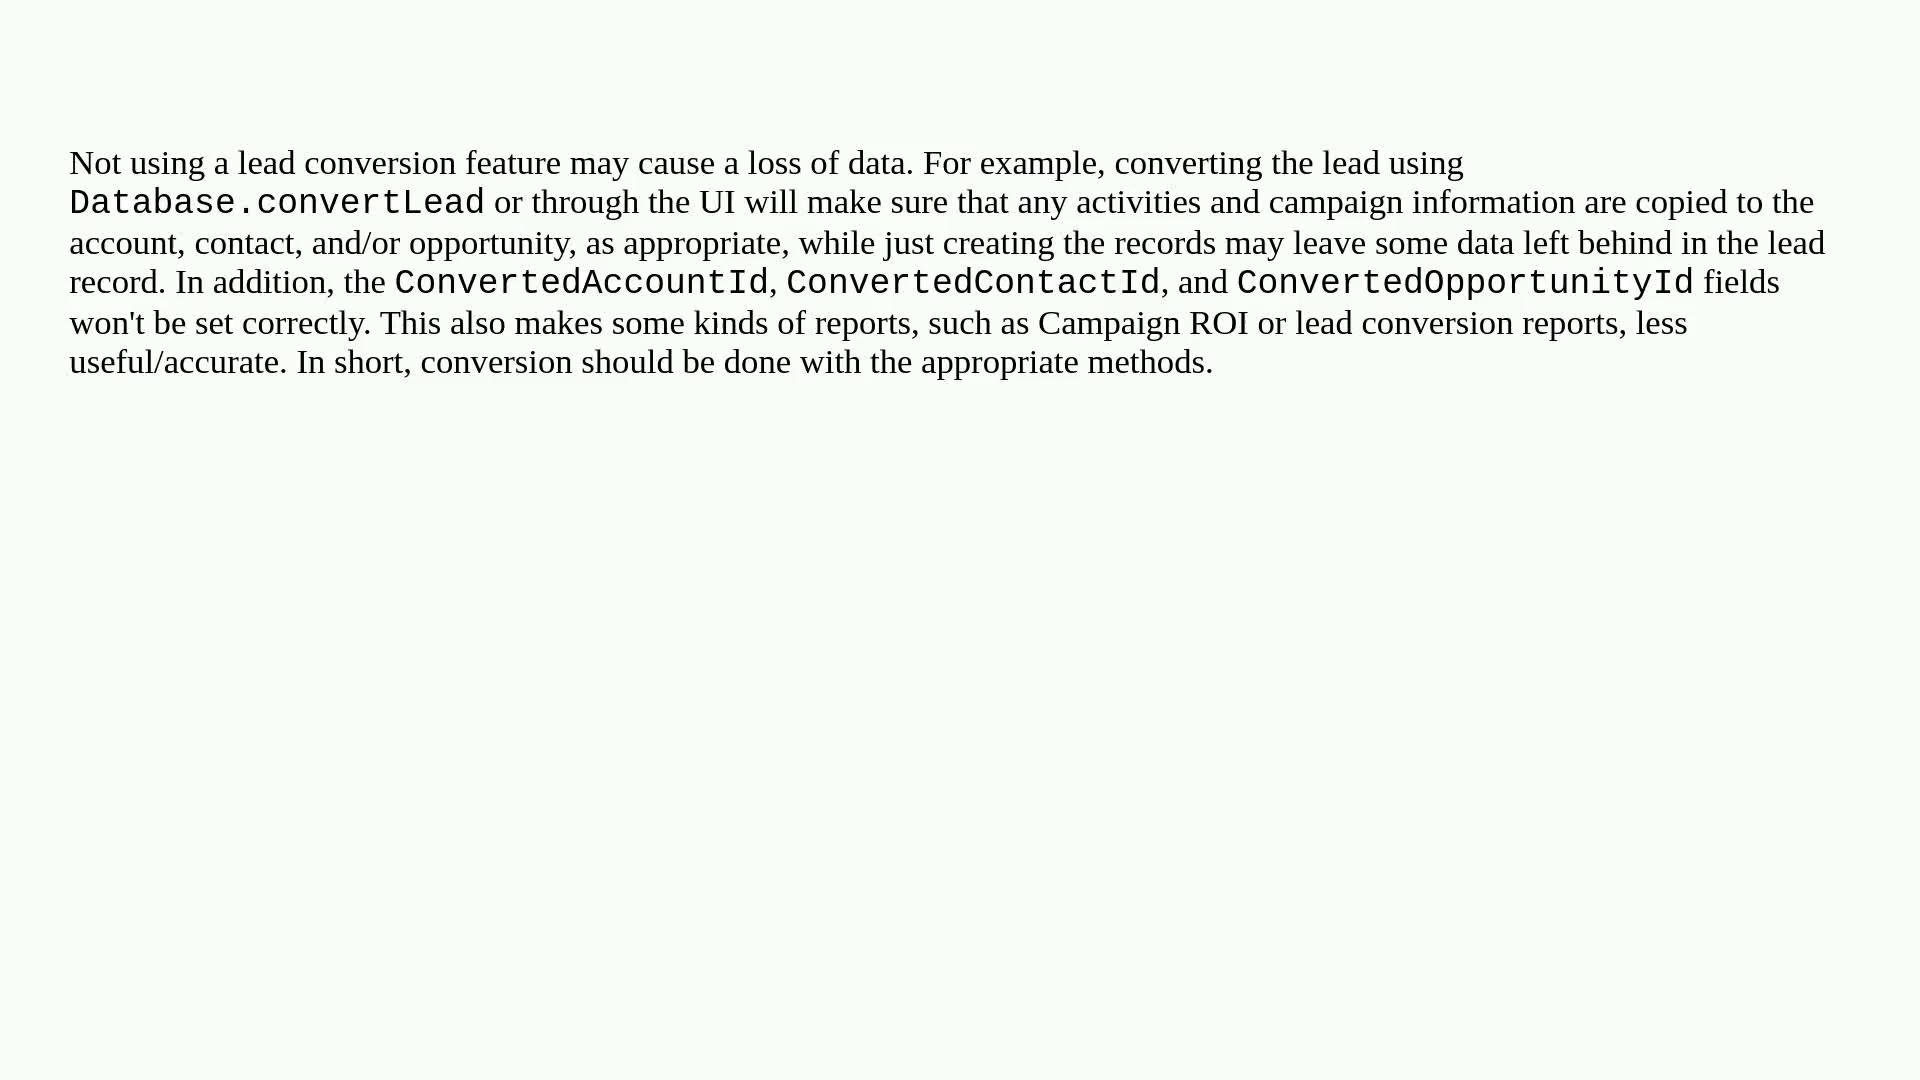 Not using a lead conversion feature may cause a loss of data. For example, converting the lead using
Database.convertLead or through the UI will make sure that any activities and campaign information are copied to the
account, contact, and/or opportunity, as appropriate, while just creating the records may leave some data left behind in the lead
record. In addition, the ConvertedAccountId, ConvertedContactId, and ConvertedOpportunityId fields
won't be set correctly. This also makes some kinds of reports, such as Campaign ROI or lead conversion reports, less
useful/accurate. In short, conversion should be done with the appropriate methods.